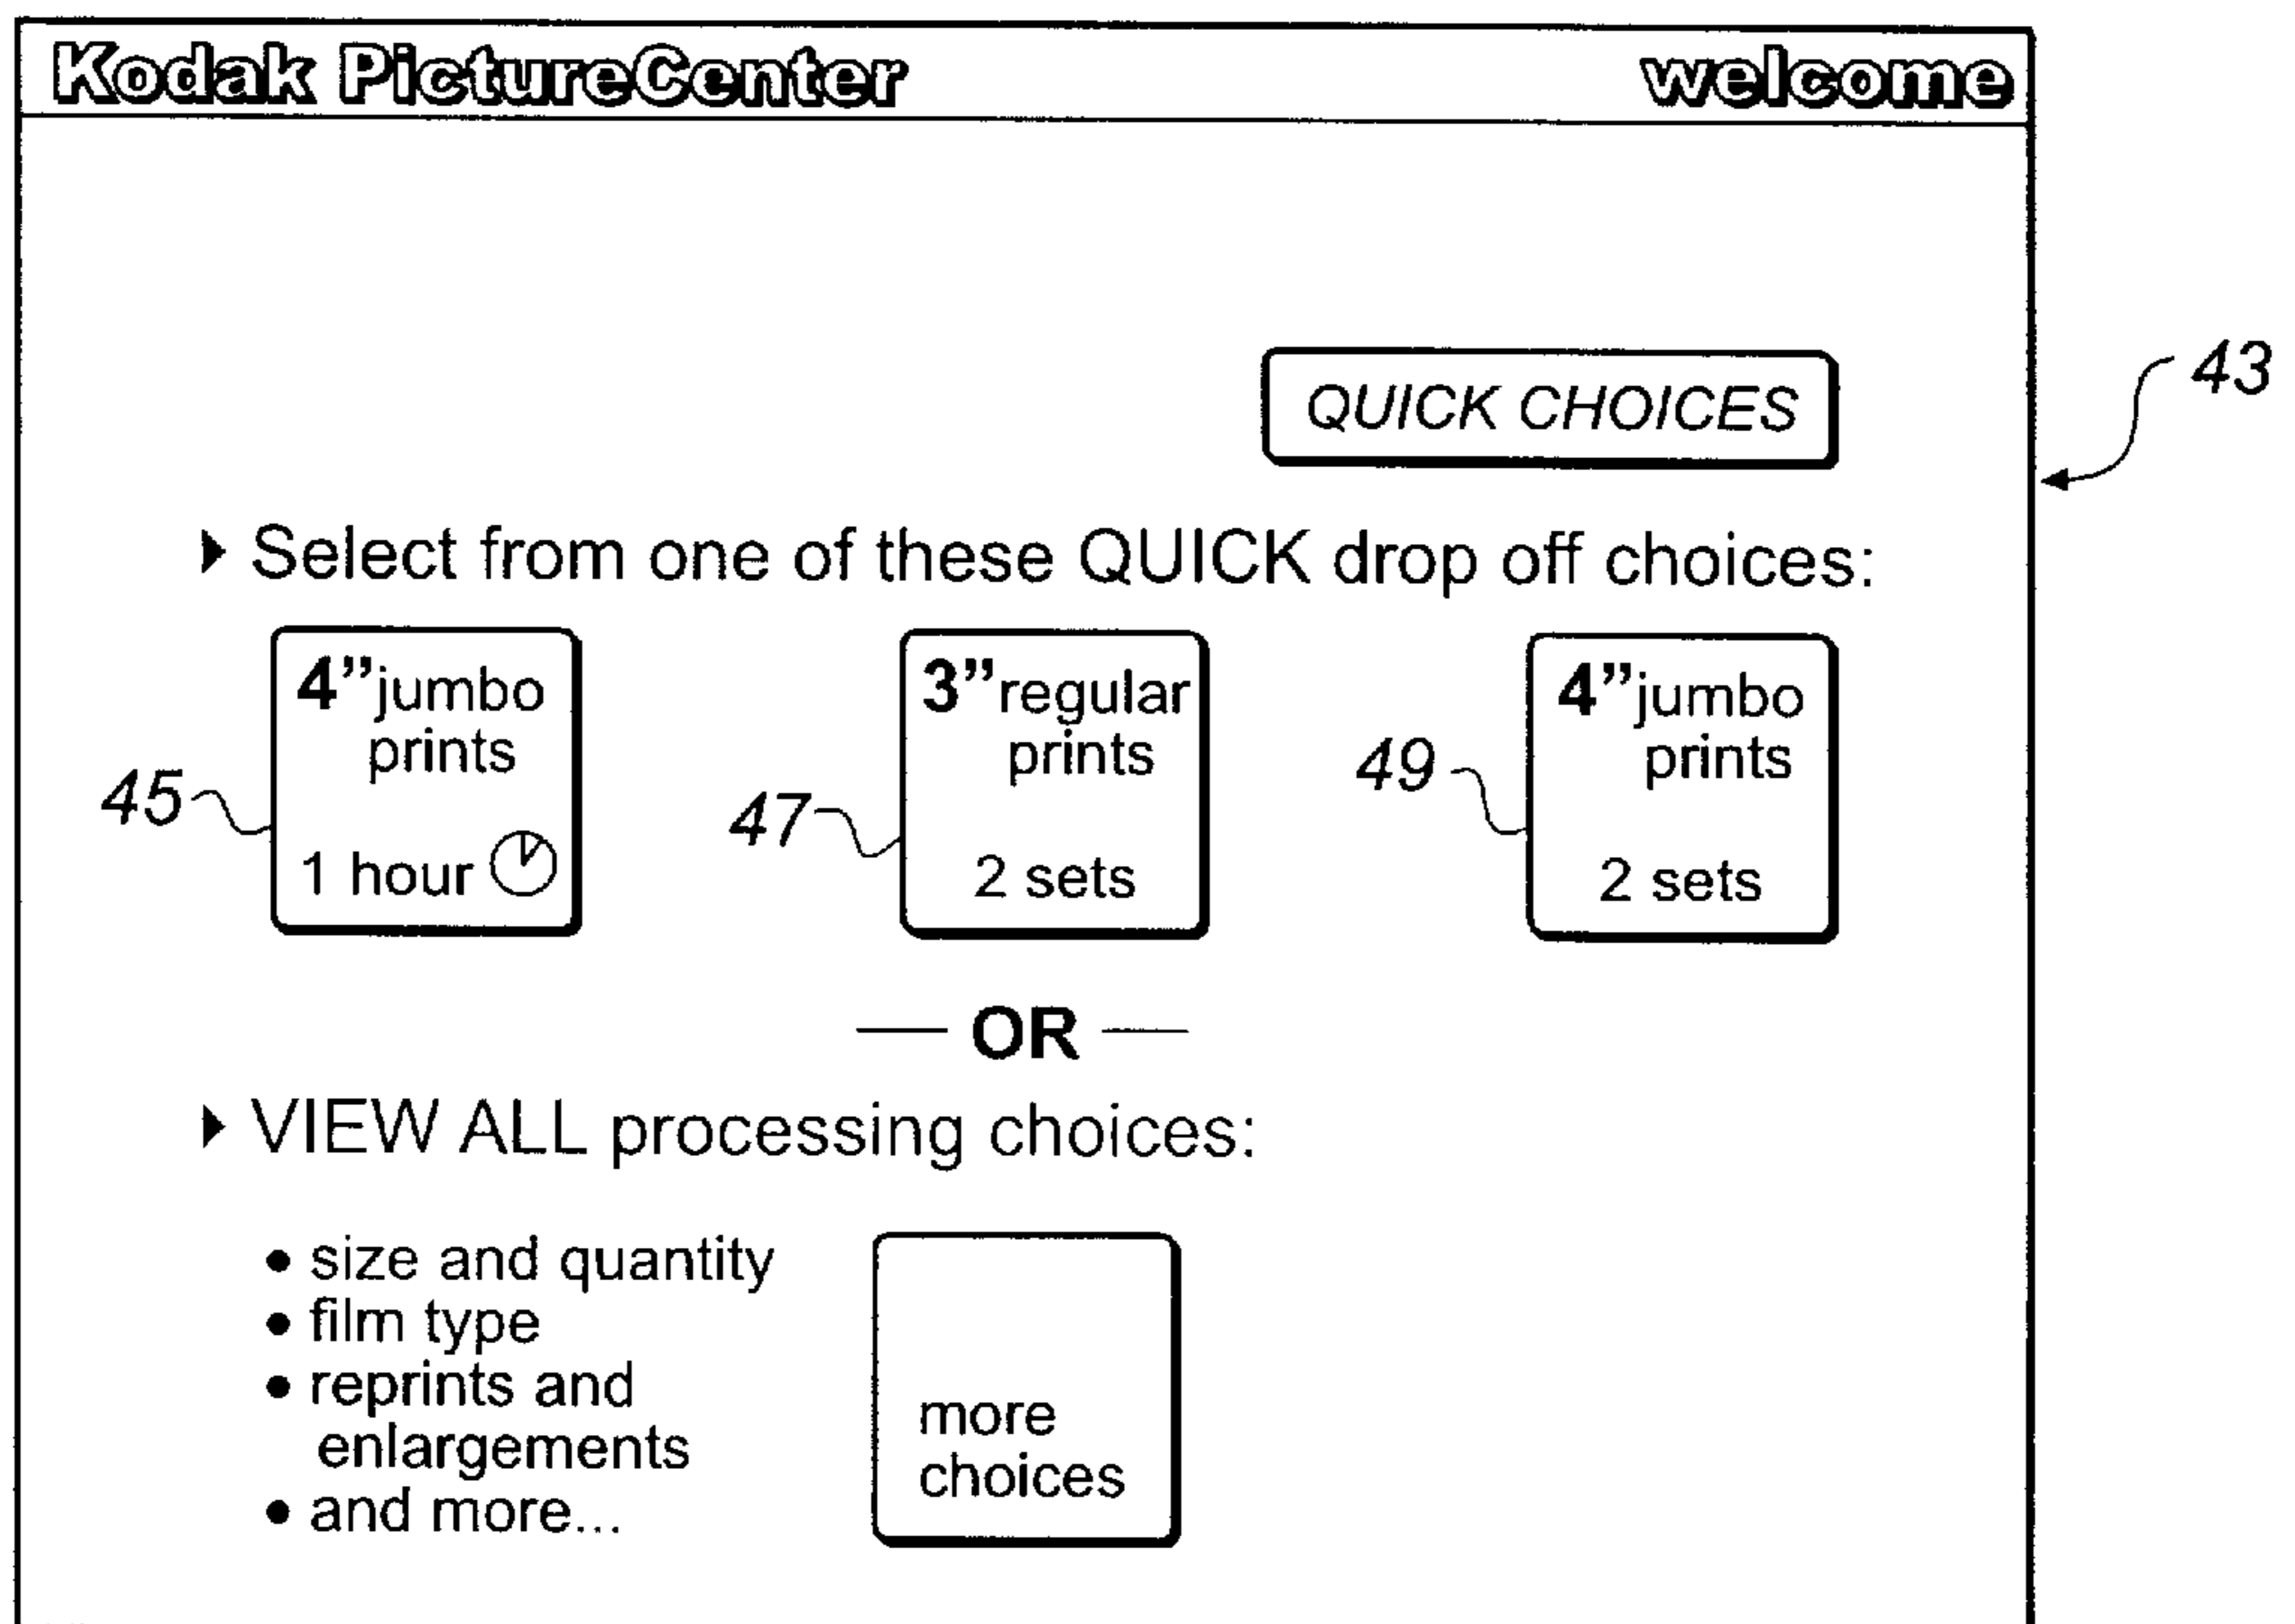 Kodak PictureCenter welcome
QUICK CHOICES
43
▸ Select from one of these QUICK drop off choices:
4” jumbo
prints
1 hour
45
3” regular
prints
2 sets
47
4” jumbo
prints
2 sets
49
— OR —
▸ VIEW ALL processing choices:
• size and quantity
• film type
• reprints and
enlargements
• and more...
more
choices